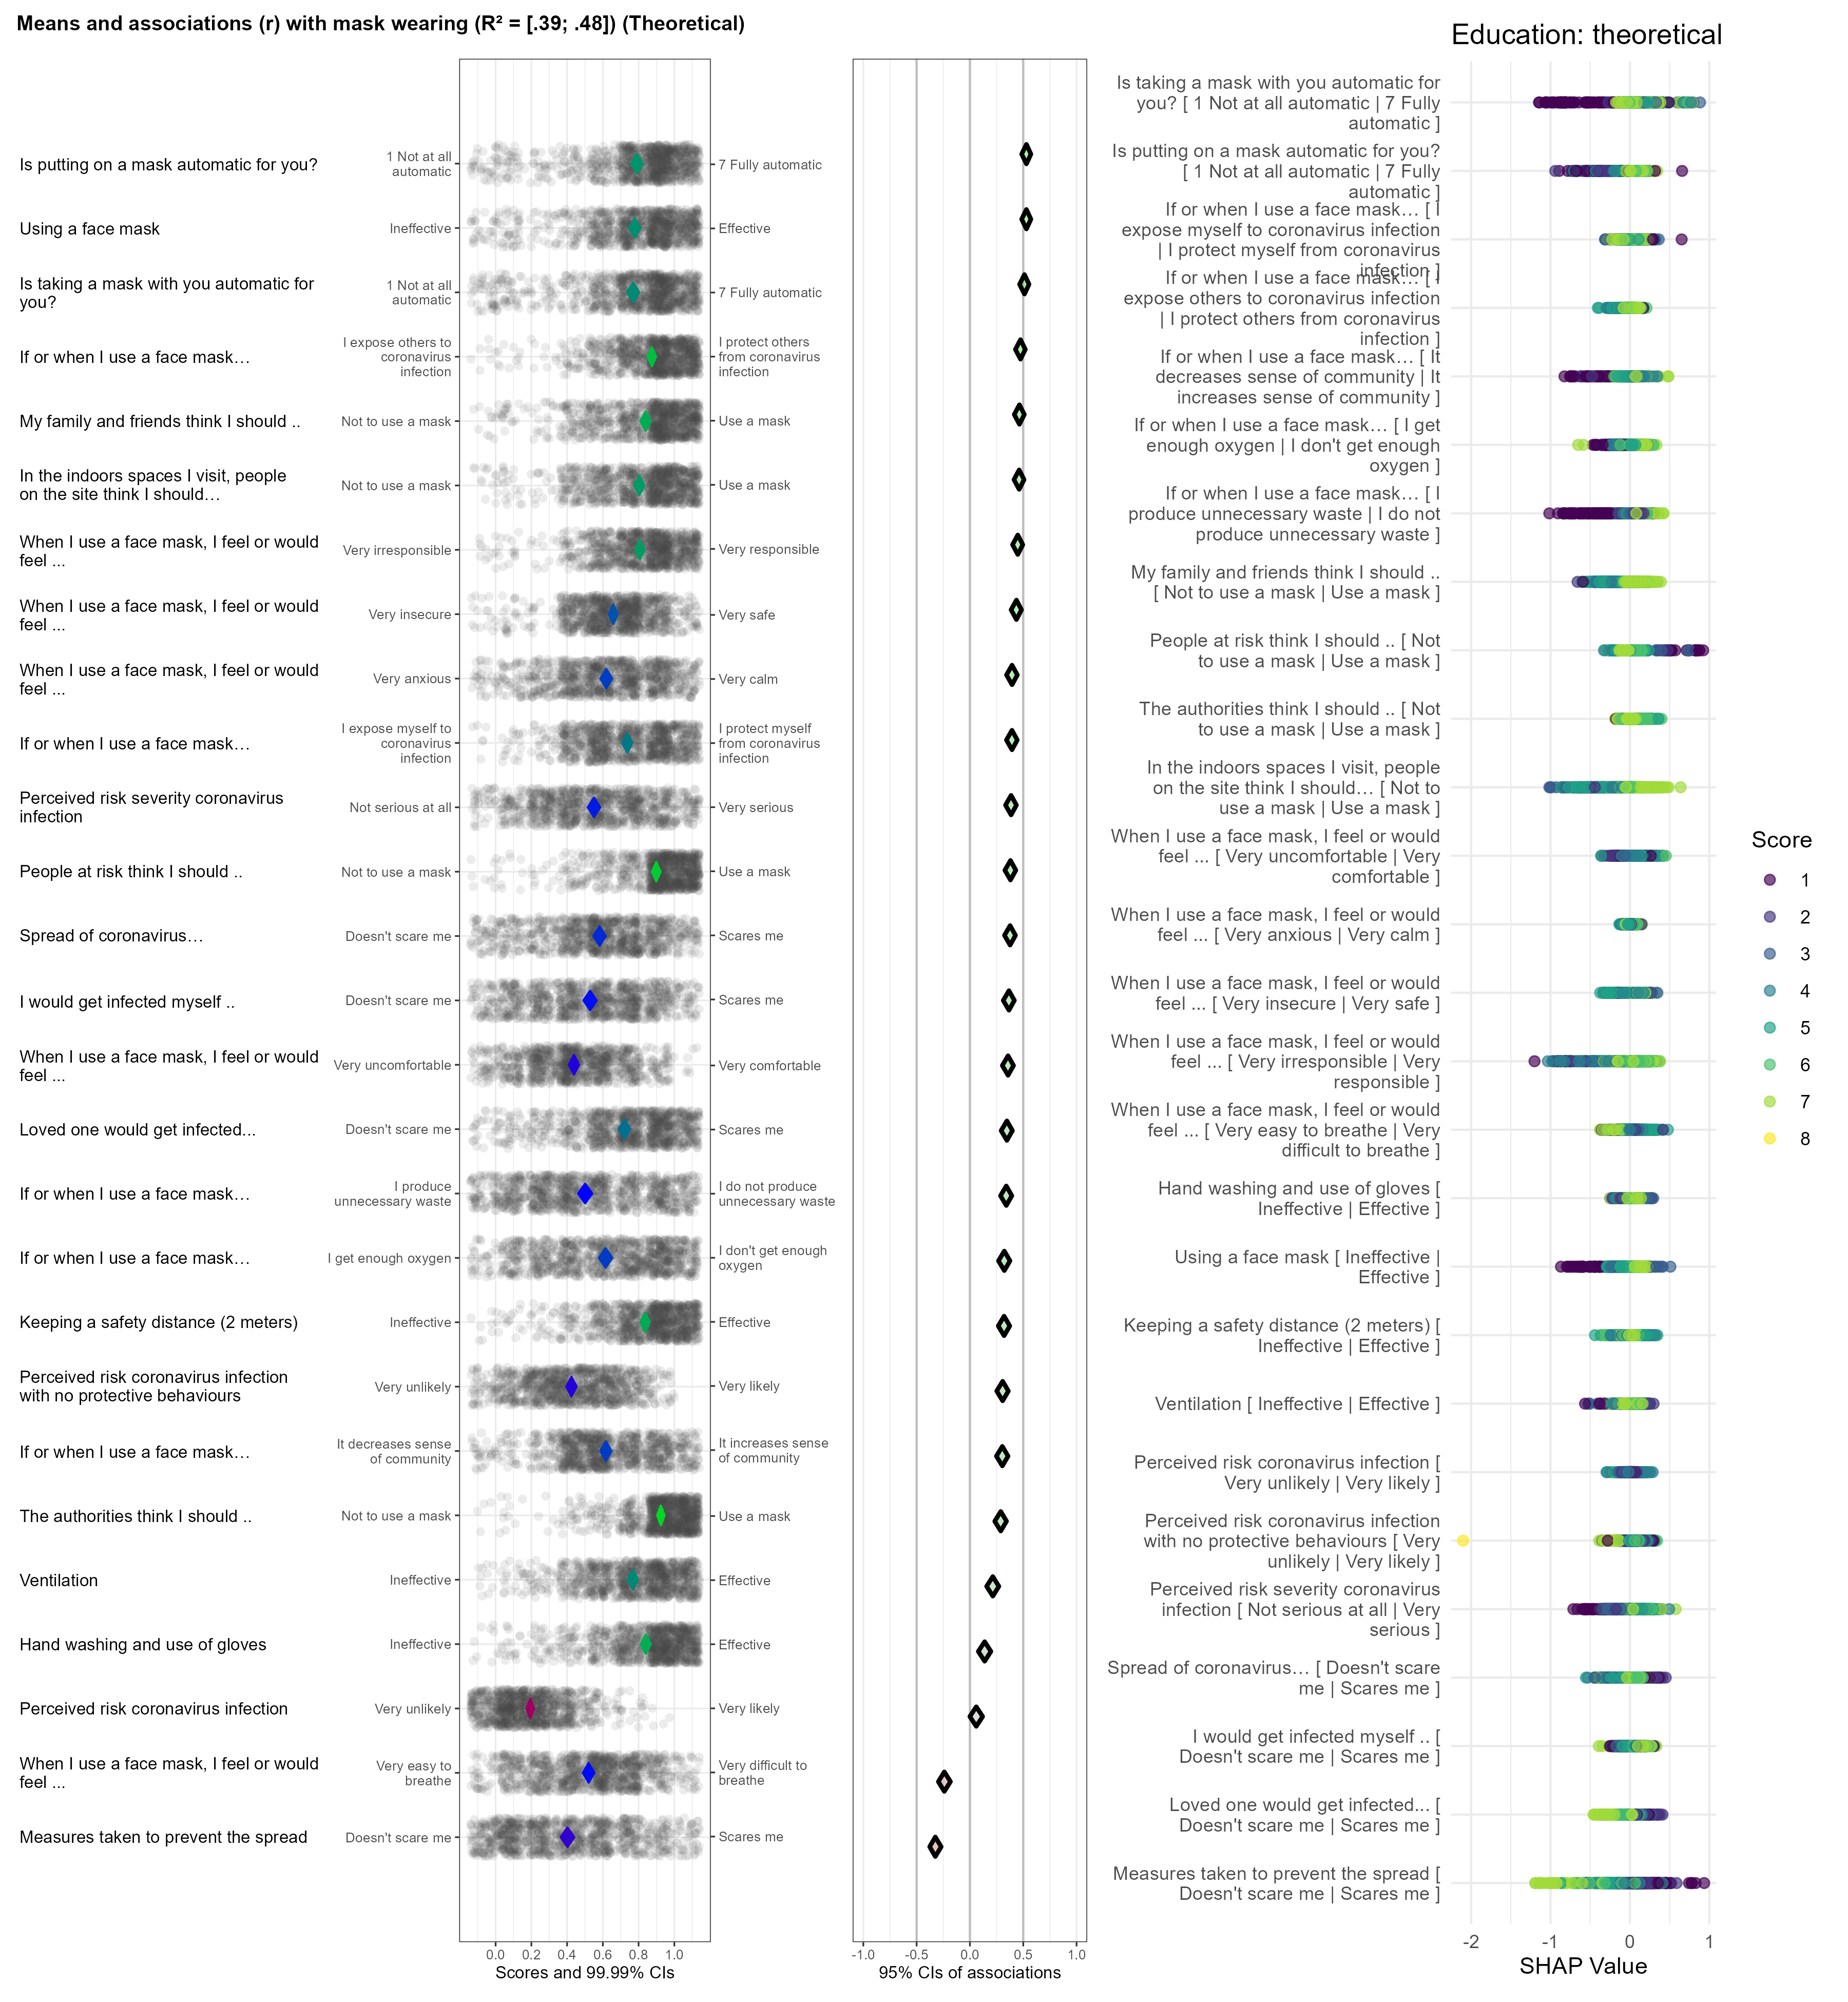 Means and associations (r) with mask wearing (R² = [.39; .48]) (Theoretical)
Is putting on a mask automatic for you?
1 Not at all
automatic
7 Fully automatic
Using a face mask
Ineffective
Effective
Is taking a mask with you automatic for
you?
1 Not at all
automatic
7 Fully automatic
If or when I use a face mask…
I expose others to
coronavirus
infection
I protect others
from coronavirus
infection
My family and friends think I should ..
Not to use a mask
Use a mask
In the indoors spaces I visit, people
on the site think I should…
Not to use a mask
Use a mask
When I use a face mask, I feel or would
feel ...
Very irresponsible
Very responsible
When I use a face mask, I feel or would
feel ...
Very insecure
Very safe
When I use a face mask, I feel or would
feel ...
Very anxious
Very calm
If or when I use a face mask…
I expose myself to
coronavirus
infection
I protect myself
from coronavirus
infection
Perceived risk severity coronavirus
infection
Not serious at all
Very serious
People at risk think I should ..
Not to use a mask
Use a mask
Spread of coronavirus…
Doesn't scare me
Scares me
I would get infected myself ..
Doesn't scare me
Scares me
When I use a face mask, I feel or would
feel ...
Very uncomfortable
Very comfortable
Loved one would get infected...
Doesn't scare me
Scares me
If or when I use a face mask…
I produce
unnecessary waste
I do not produce
unnecessary waste
If or when I use a face mask…
I get enough oxygen
I don't get enough
oxygen
Keeping a safety distance (2 meters)
Ineffective
Effective
Perceived risk coronavirus infection
with no protective behaviours
Very unlikely
Very likely
If or when I use a face mask…
It decreases sense
of community
It increases sense
of community
The authorities think I should ..
Not to use a mask
Use a mask
Ventilation
Ineffective
Effective
Hand washing and use of gloves
Ineffective
Effective
Perceived risk coronavirus infection
Very unlikely
Very likely
When I use a face mask, I feel or would
feel ...
Very easy to
breathe
Very difficult to
breathe
Measures taken to prevent the spread
Doesn't scare me
Scares me
0.0 0.2 0.4 0.6 0.8 1.0
Scores and 99.99% CIs
-1.0 -0.5 0.0 0.5 1.0
95% CIs of associations
Education: theoretical
Is taking a mask with you automatic for
you? [ 1 Not at all automatic | 7 Fully
automatic ]
Is putting on a mask automatic for you?
[ 1 Not at all automatic | 7 Fully
automatic ]
If or when I use a face mask… [ I
expose myself to coronavirus infection
| I protect myself from coronavirus
infection ]
If or when I use a face mask… [ I
expose others to coronavirus infection
| I protect others from coronavirus
infection ]
If or when I use a face mask… [ It
decreases sense of community | It
increases sense of community ]
If or when I use a face mask… [ I get
enough oxygen | I don't get enough
oxygen ]
If or when I use a face mask… [ I
produce unnecessary waste | I do not
produce unnecessary waste ]
My family and friends think I should ..
[ Not to use a mask | Use a mask ]
People at risk think I should .. [ Not
to use a mask | Use a mask ]
The authorities think I should .. [ Not
to use a mask | Use a mask ]
In the indoors spaces I visit, people
on the site think I should… [ Not to
use a mask | Use a mask ]
When I use a face mask, I feel or would
feel ... [ Very uncomfortable | Very
comfortable ]
When I use a face mask, I feel or would
feel ... [ Very anxious | Very calm ]
When I use a face mask, I feel or would
feel ... [ Very insecure | Very safe ]
When I use a face mask, I feel or would
feel ... [ Very irresponsible | Very
responsible ]
When I use a face mask, I feel or would
feel ... [ Very easy to breathe | Very
difficult to breathe ]
Hand washing and use of gloves [
Ineffective | Effective ]
Using a face mask [ Ineffective |
Effective ]
Keeping a safety distance (2 meters) [
Ineffective | Effective ]
Ventilation [ Ineffective | Effective ]
Perceived risk coronavirus infection [
Very unlikely | Very likely ]
Perceived risk coronavirus infection
with no protective behaviours [ Very
unlikely | Very likely ]
Perceived risk severity coronavirus
infection [ Not serious at all | Very
serious ]
Spread of coronavirus… [ Doesn't scare
me | Scares me ]
I would get infected myself .. [
Doesn't scare me | Scares me ]
Loved one would get infected... [
Doesn't scare me | Scares me ]
Measures taken to prevent the spread [
Doesn't scare me | Scares me ]
-2 -1 0 1
SHAP Value
Score
1
2
3
4
5
6
7
8